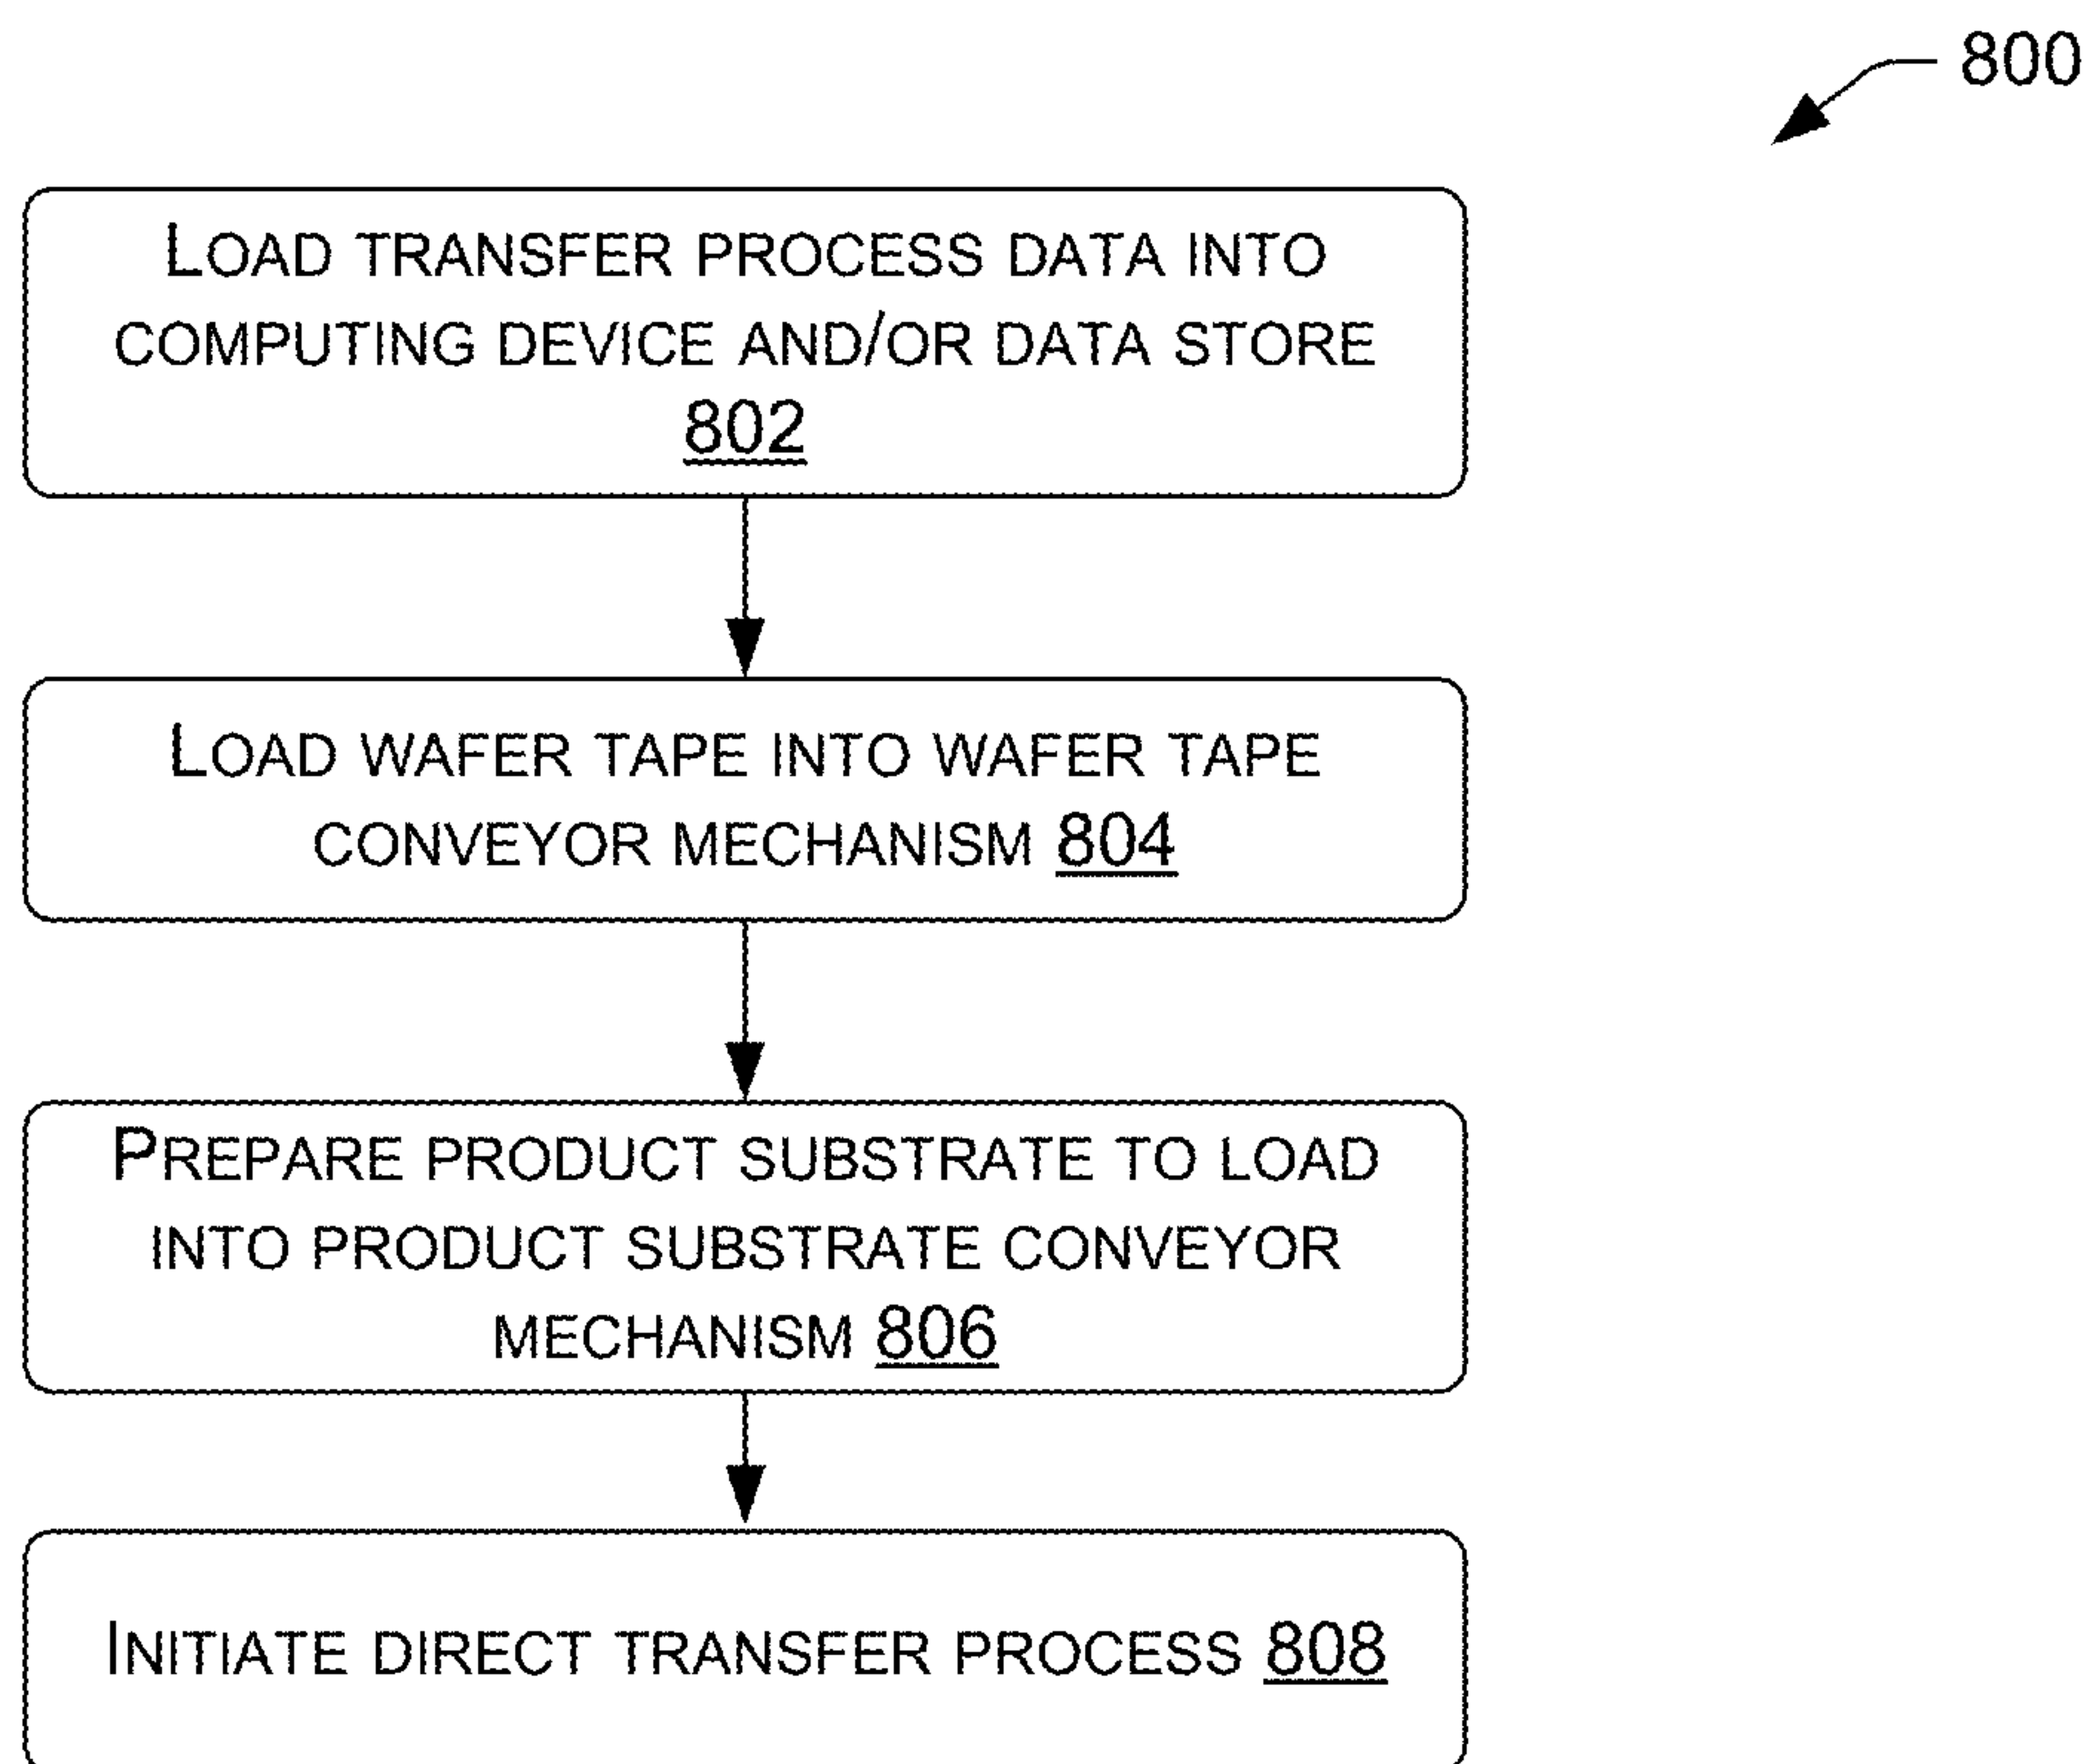 800
LOAD TRANSFER PROCESS DATA INTO
COMPUTING DEVICE AND/OR DATA STORE
802
LOAD WAFER TAPE INTO WAFER TAPE
CONVEYOR MECHANISM 804
PREPARE PRODUCT SUBSTRATE TO LOAD
INTO PRODUCT SUBSTRATE CONVEYOR
MECHANISM 806
INITIATE DIRECT TRANSFER PROCESS 808